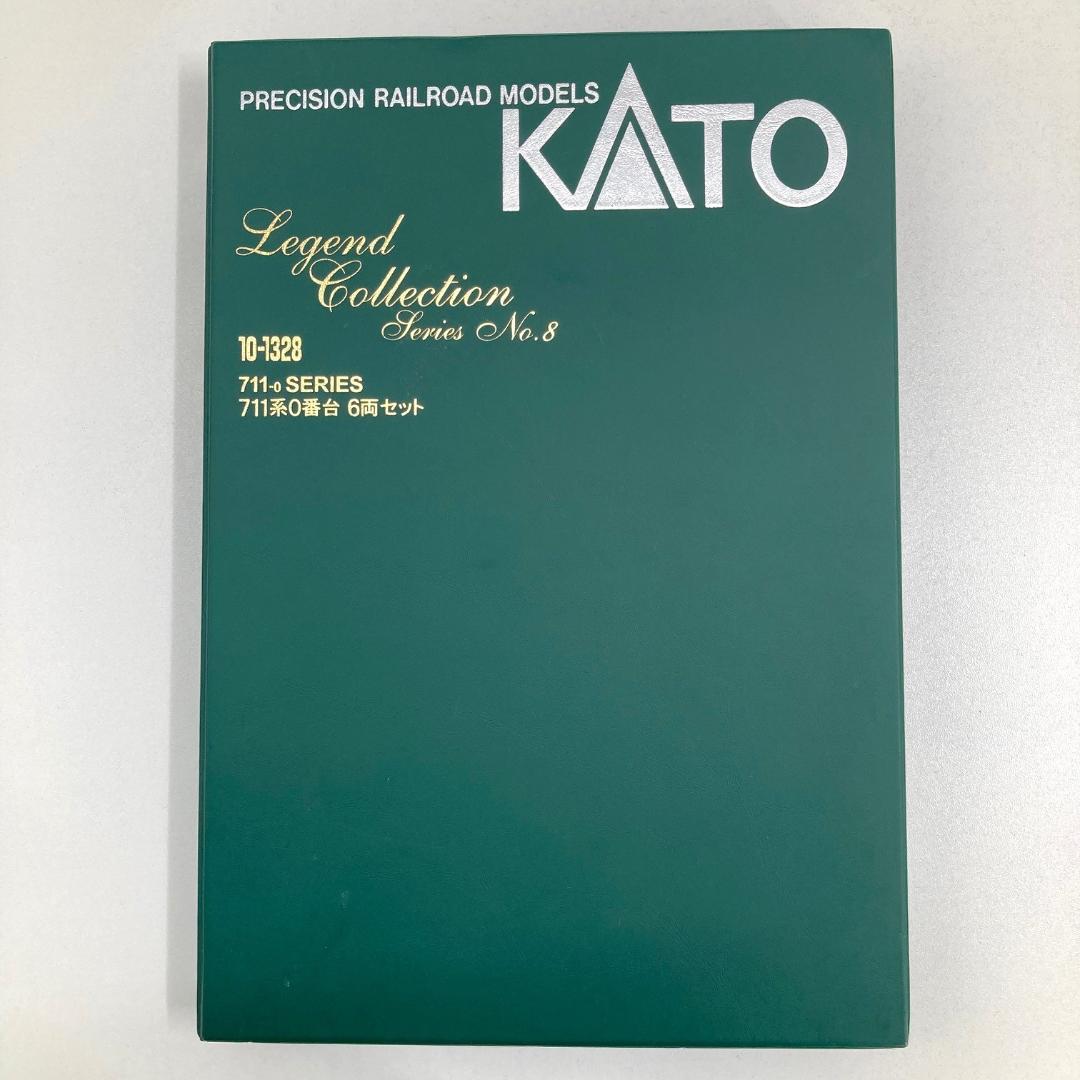 PRECISION RAILROAD MODELS
KATO
Legend
Collection
Series No.8
10-1328
711-0 SERIES
711系0番台 6両セット